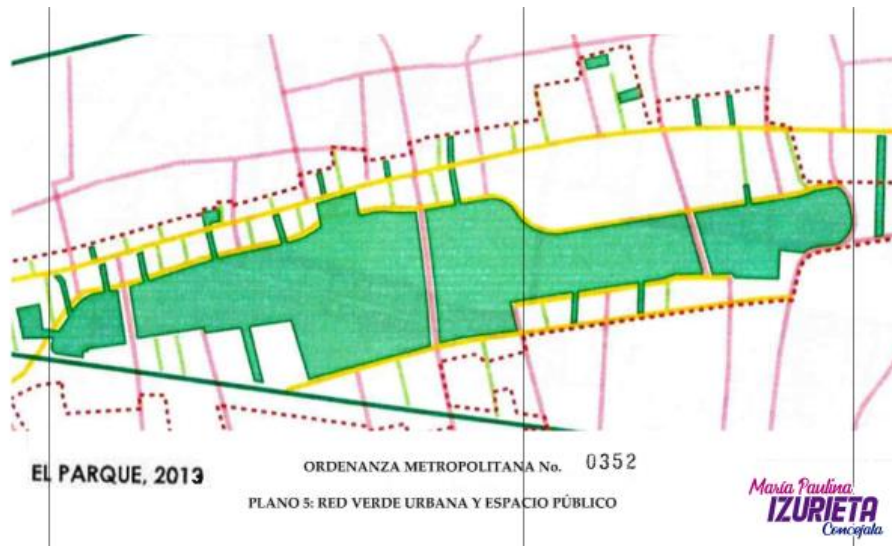 EL PARQUE, 2013
ORDENANZA METROPOLITANA No. 0352
PLANO 5: RED VERDE URBANA Y ESPACIO PÚBLICO
María Paulina
IZURIETA
Concejala